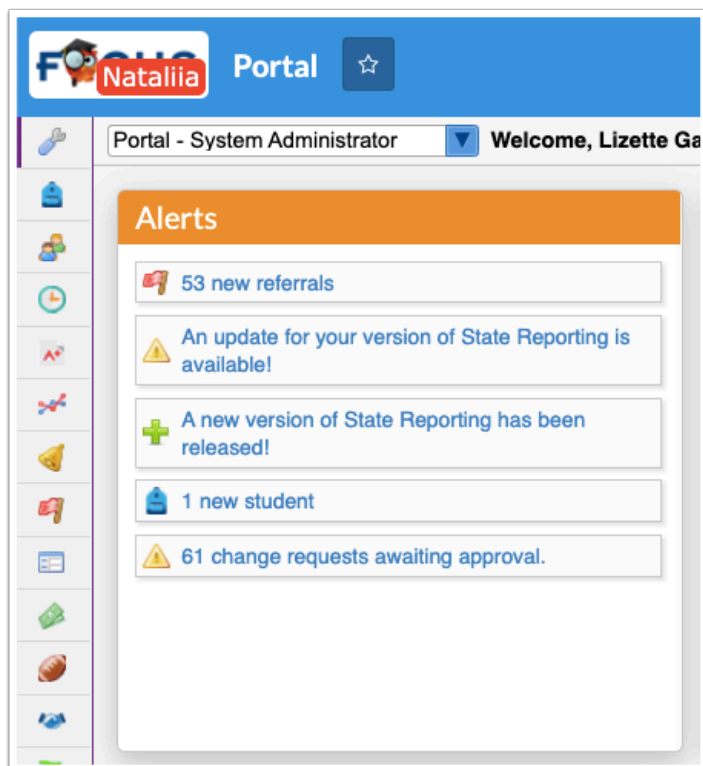 Nataliia
Portal
Portal - System Administrator
Welcome, Lizette Ga
Alerts
53 new referrals
An update for your version of State Reporting is
available!
A new version of State Reporting has been
released!
1 new student
61 change requests awaiting approval.